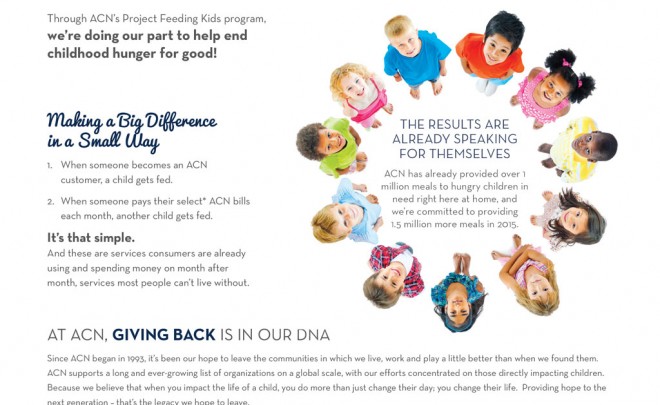 Through ACN's Project Feeding Kids program,
we're doing our part to help end
childhood hunger for good!
Making a Big Difference
in a Small Way
1. When someone becomes an ACN
customer, a child gets fed.
2. When someone pays their select* ACN bills
each month, another child gets fed.
It's that simple.
And these are services consumers are already
using and spending money on month after
month, services most people can't live without.
THE RESULTS ARE
ALREADY SPEAKING
FOR THEMSELVES
ACN has already provided over 1
million meals to hungry children in
need right here at home, and
we're committed to providing
1.5 million more meals in 2015.
AT ACN, GIVING BACK IS IN OUR DNA
Since ACN began in 1993, it's been our hope to leave the communities in which we live, work and play a little better than when we found them.
ACN supports a long and ever-growing list of organizations on a global scale, with our efforts concentrated on those directly impacting children.
Because we believe that when you impact the life of a child, you do more than just change their day; you change their life. Providing hope to the
next generation – that's the legacy we hope to leave.